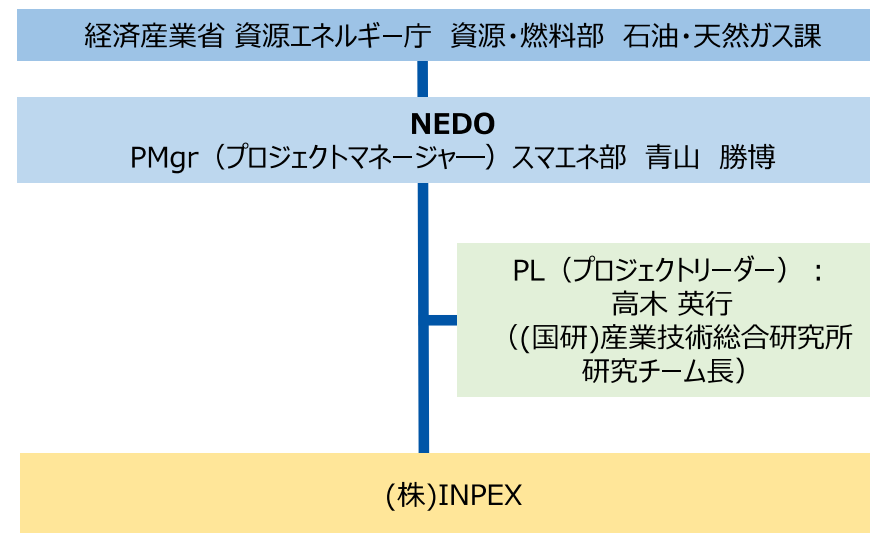 経済産業省 資源エネルギー庁　資源・燃料部　石油・天然ガス課
NEDO
PMgr（プロジェクトマネージャ―）スマエネ部　青山　勝博
PL（プロジェクトリーダー）：
高木 英行
（(国研)産業技術総合研究所
研究チーム長）
(株)INPEX